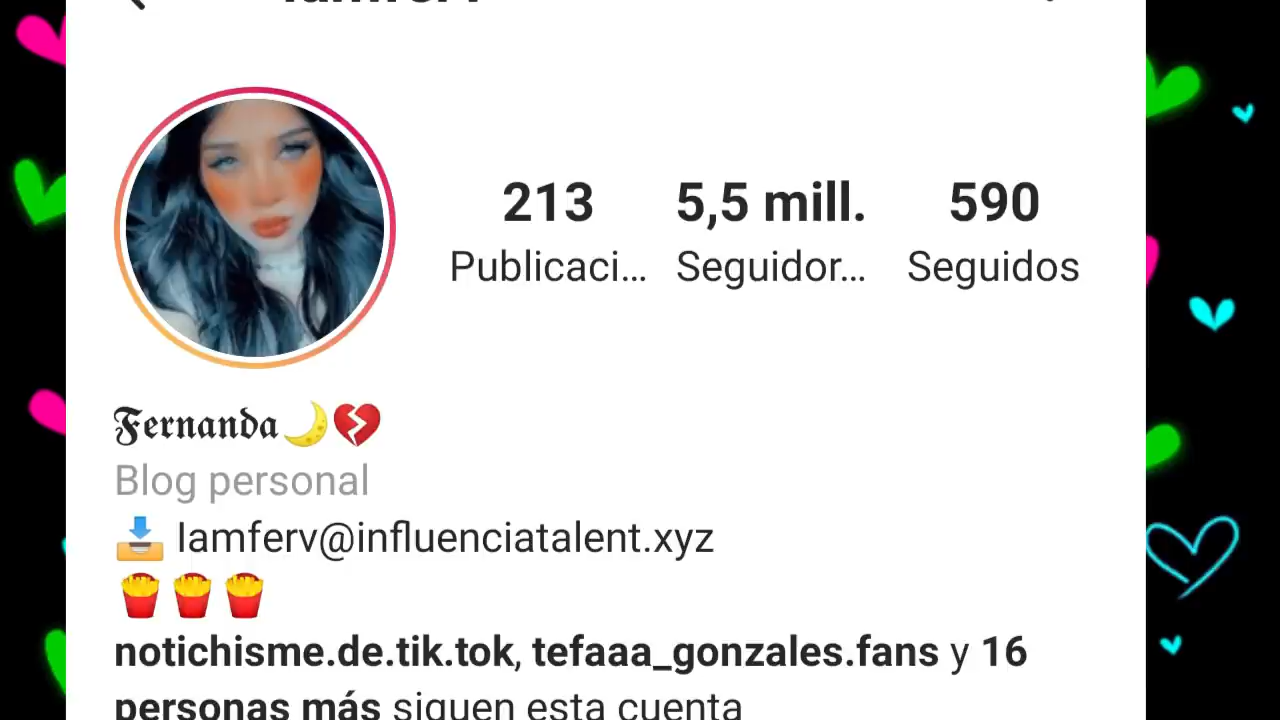 213 5,5 mill. 590
Publicaci... Seguidor... Seguidos
𝕱𝖊𝖗𝖓𝖆𝖓𝖉𝖆🌙💔
Blog personal
📥 Iamferv@influenciatalent.xyz
🍟🍟🍟
notichisme.de.tik.tok, tefaaa_gonzales.fans y 16
personas más siguen esta cuenta